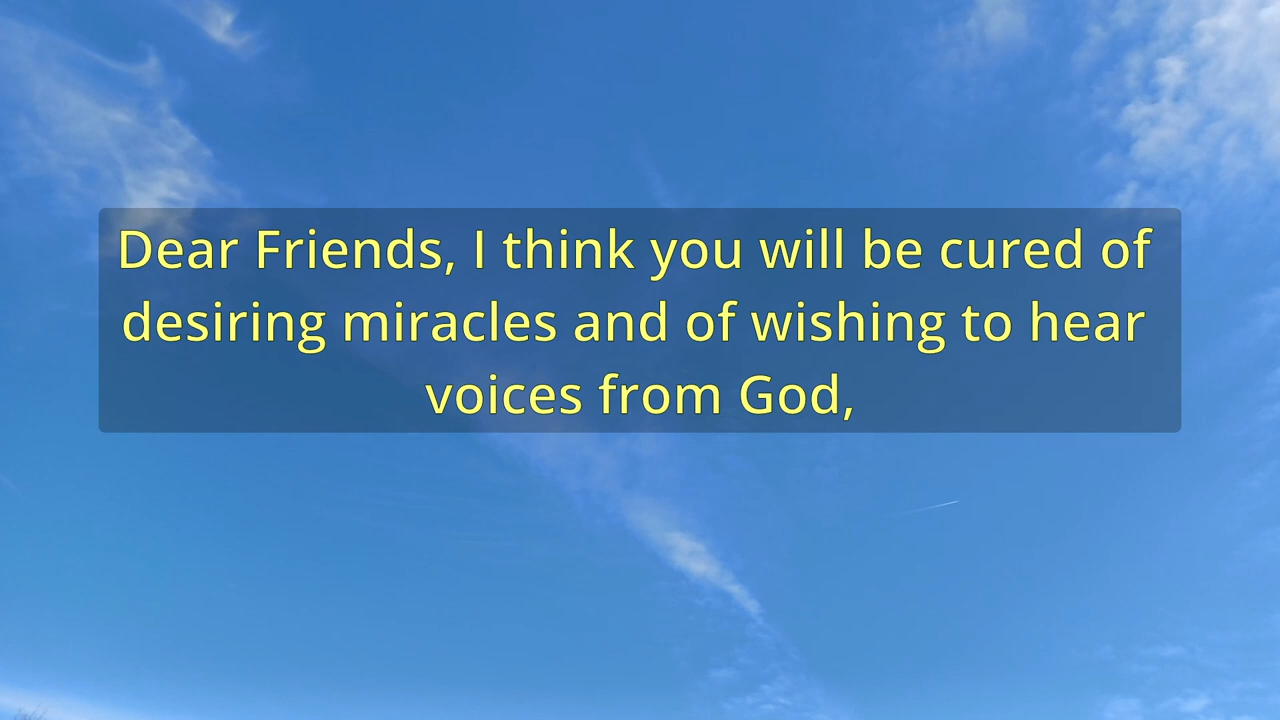 Dear Friends, I think you will be cured of
desiring miracles and of wishing to hear
voices from God,